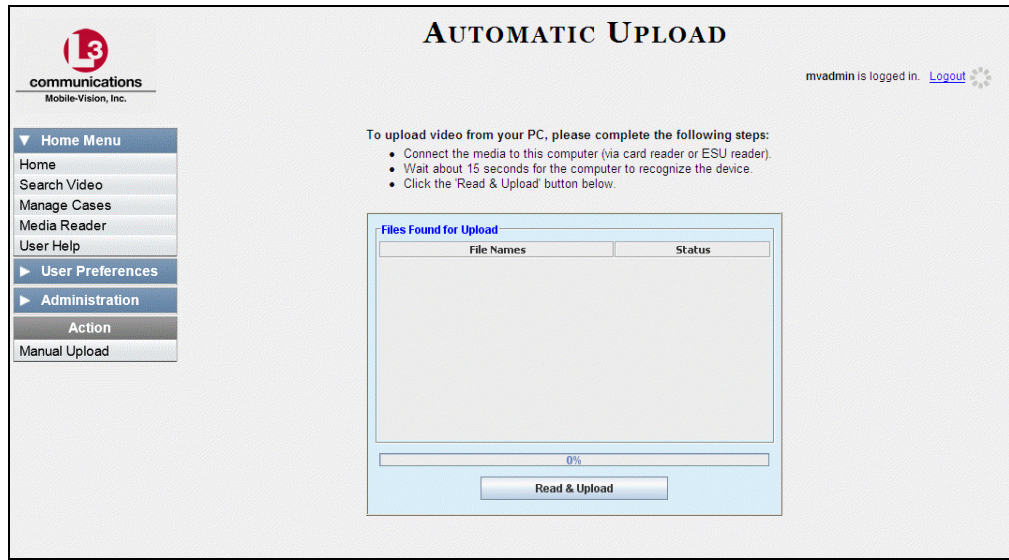 AUTOMATIC UPLOAD
L3
communications
Mobile-Vision, Inc.
mvadmin is logged in. Logout
Home Menu
Home
Search Video
Manage Cases
Media Reader
User Help
User Preferences
Administration
Action
Manual Upload
To upload video from your PC, please complete the following steps:
• Connect the media to this computer (via card reader or ESU reader).
• Wait about 15 seconds for the computer to recognize the device.
• Click the 'Read & Upload' button below.
Files Found for Upload
File Names Status
0%
Read & Upload